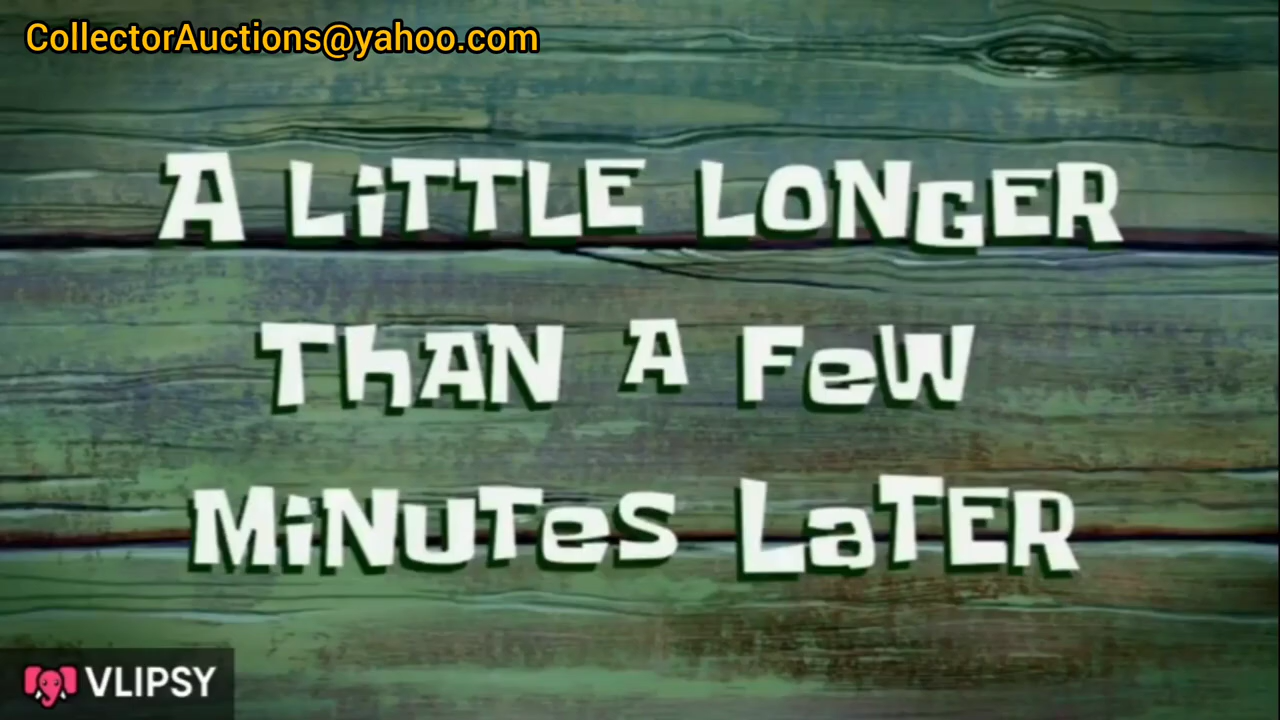 CollectorAuctions@yahoo.com
A LiTTLE LONGER
ThAN A FeW
MiNUTes LaTER
VLIPSY